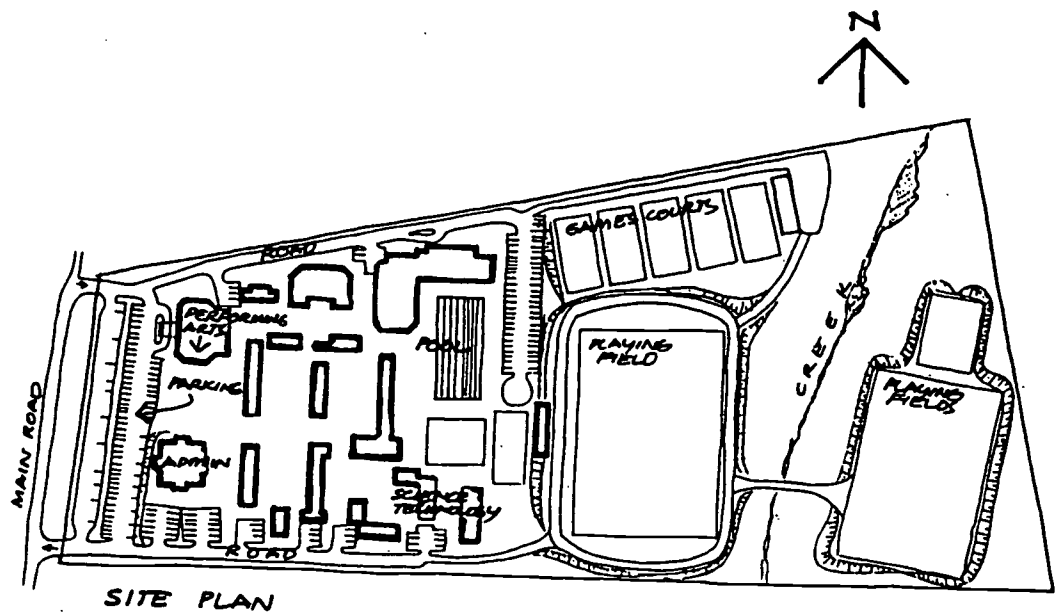 N
GAMES COURTS
ROAD
PERFORMING
ARTS
POOL
PLAYING
FIELD
CREEK
PARKING
PLAYING
FIELDS
MAIN ROAD
ADMIN
SCIENCE
TECHNOLOGY
ROAD
SITE PLAN